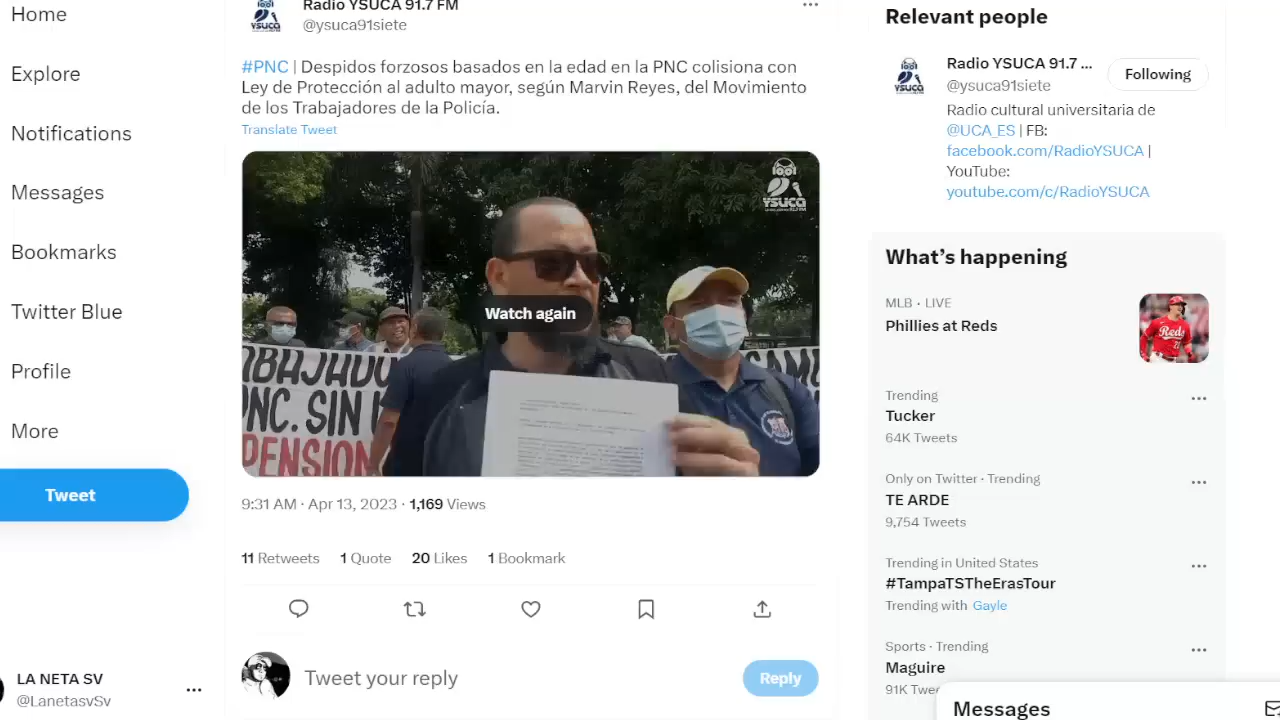 Home
Explore
Notifications
Messages
Bookmarks
Twitter Blue
Profile
More
Tweet
LA NETA SV
@LanetasvSv
Radio YSUCA 91.7 FM
@ysuca91siete
#PNC | Despidos forzosos basados en la edad en la PNC colisiona con
Ley de Protección al adulto mayor, según Marvin Reyes, del Movimiento
de los Trabajadores de la Policía.
Translate Tweet
YSUCA
Watch again
PNC. SIN
PENSION
9:31 AM · Apr 13, 2023 · 1,169 Views
11 Retweets 1 Quote 20 Likes 1 Bookmark
Tweet your reply
Reply
Relevant people
Radio YSUCA 91.7 ...
@ysuca91siete
Following
Radio cultural universitaria de
@UCA_ES | FB:
facebook.com/RadioYSUCA |
YouTube:
youtube.com/c/RadioYSUCA
What's happening
MLB · LIVE
Phillies at Reds
Reds
Trending
Tucker
64K Tweets
Only on Twitter · Trending
TE ARDE
9,754 Tweets
Trending in United States
#TampaTSTheErasTour
Trending with Gayle
Sports · Trending
Maguire
91K
Messages